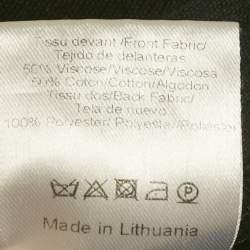 Tissu devant/Front Fabric/
Tejido de delanteras
50% Viscose/Viscose/Viscosa
50% Coton/Cotton/Algodon
Tissu dos/Back Fabric/
Tela de nuevo
100% Polyester/ Polyester/Poliester
P
Made in Lithuania